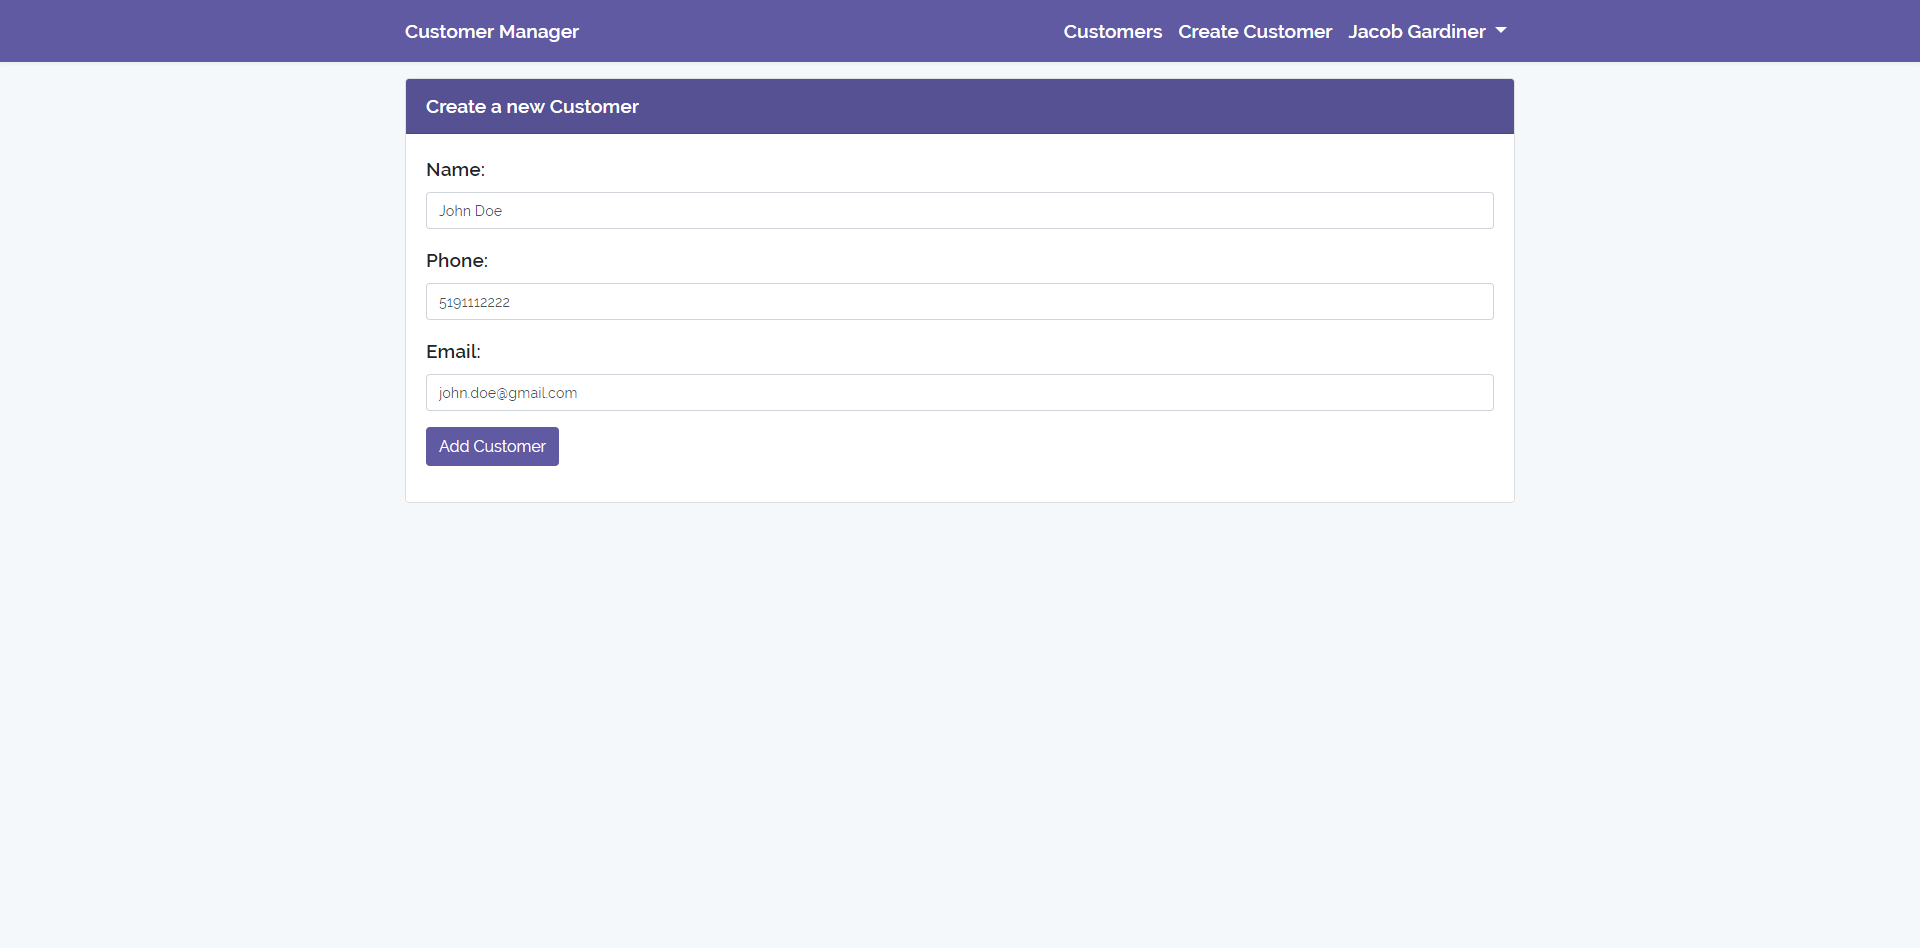 Customer Manager Customers Create Customer Jacob Gardiner
Create a new Customer
Name:
John Doe
Phone:
5191112222
Email:
john.doe@gmail.com
Add Customer